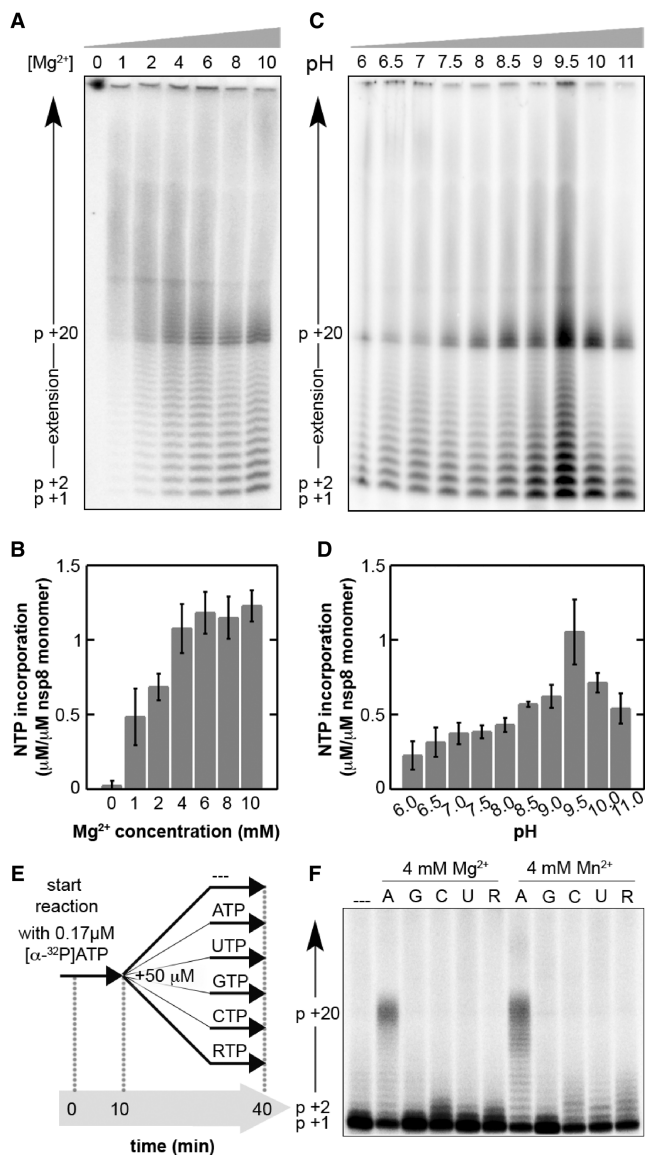 A
[Mg²⁺] 0 1 2 4 6 8 10
p +20
extension
p +2
p +1
C
pH 6 6.5 7 7.5 8 8.5 9 9.5 10 11
p +20
extension
p +2
p +1
B
NTP incorporation
(μM/μM nsp8 monomer)
1.5
1
0.5
0
0 1 2 4 6 8 10
Mg²⁺ concentration (mM)
D
NTP incorporation
(μM/μM nsp8 monomer)
1.5
1
0.5
0
6.0 6.5 7.0 7.5 8.0 8.5 9.0 9.5 10.0 11.0
pH
E
start
reaction
with 0.17μM
[α-³²P]ATP
+50 μM
---
ATP
UTP
GTP
CTP
RTP
0 10 40
time (min)
F
4 mM Mg²⁺ 4 mM Mn²⁺
--- A G C U R A G C U R
p +20
p +2
p +1